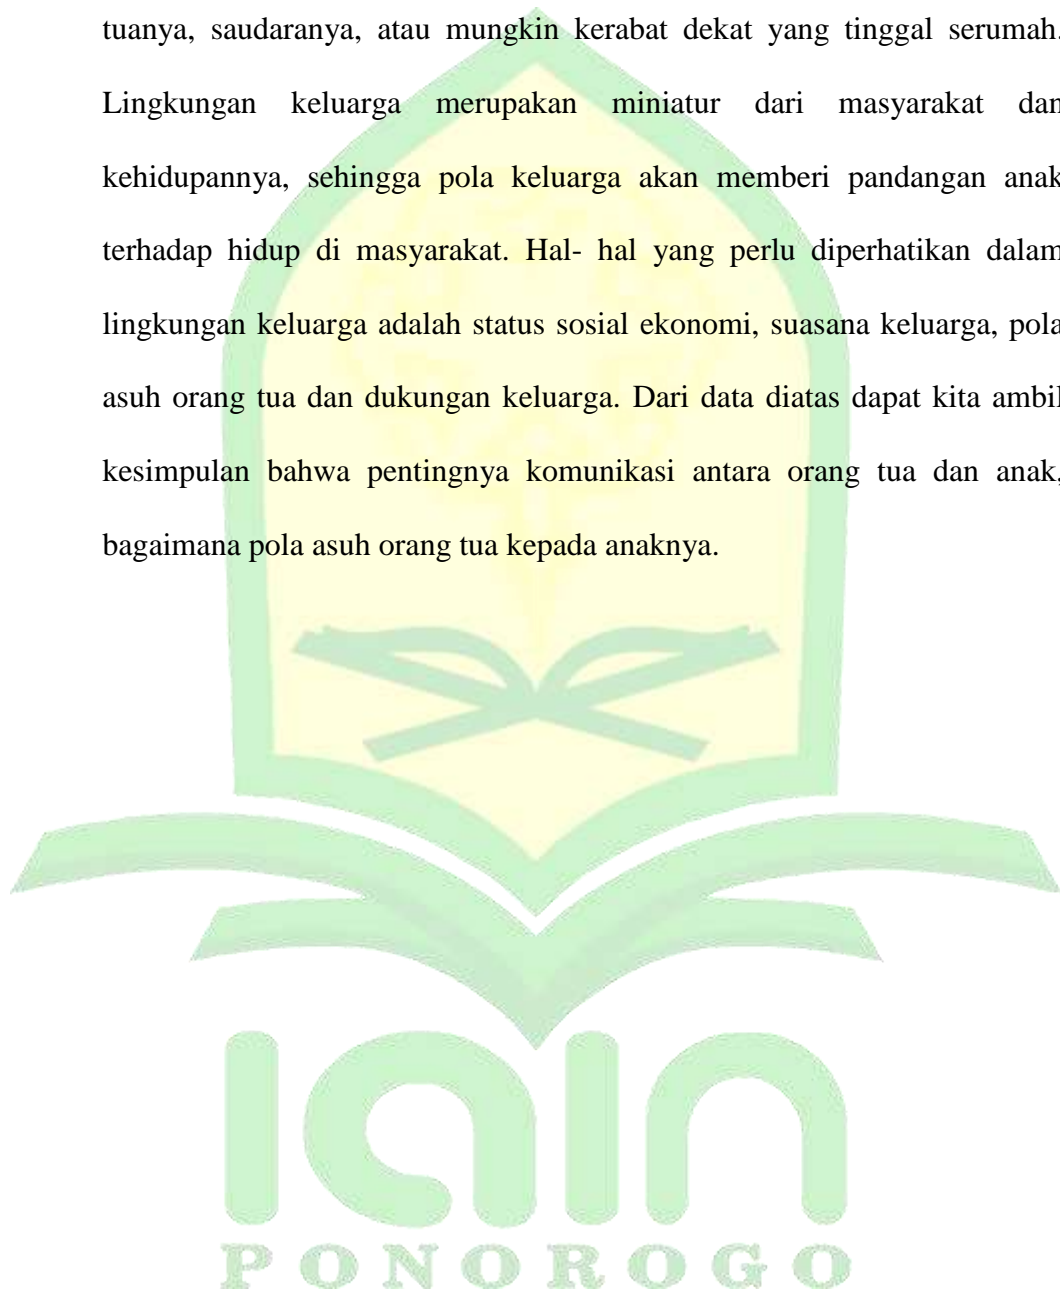 tuanya, saudaranya, atau mungkin kerabat dekat yang tinggal serumah.
Lingkungan keluarga merupakan miniatur dari masyarakat dan
kehidupannya, sehingga pola keluarga akan memberi pandangan anak
terhadap hidup di masyarakat. Hal- hal yang perlu diperhatikan dalam
lingkungan keluarga adalah status sosial ekonomi, suasana keluarga, pola
asuh orang tua dan dukungan keluarga. Dari data diatas dapat kita ambil
kesimpulan bahwa pentingnya komunikasi antara orang tua dan anak,
bagaimana pola asuh orang tua kepada anaknya.
iain
PONOROGO